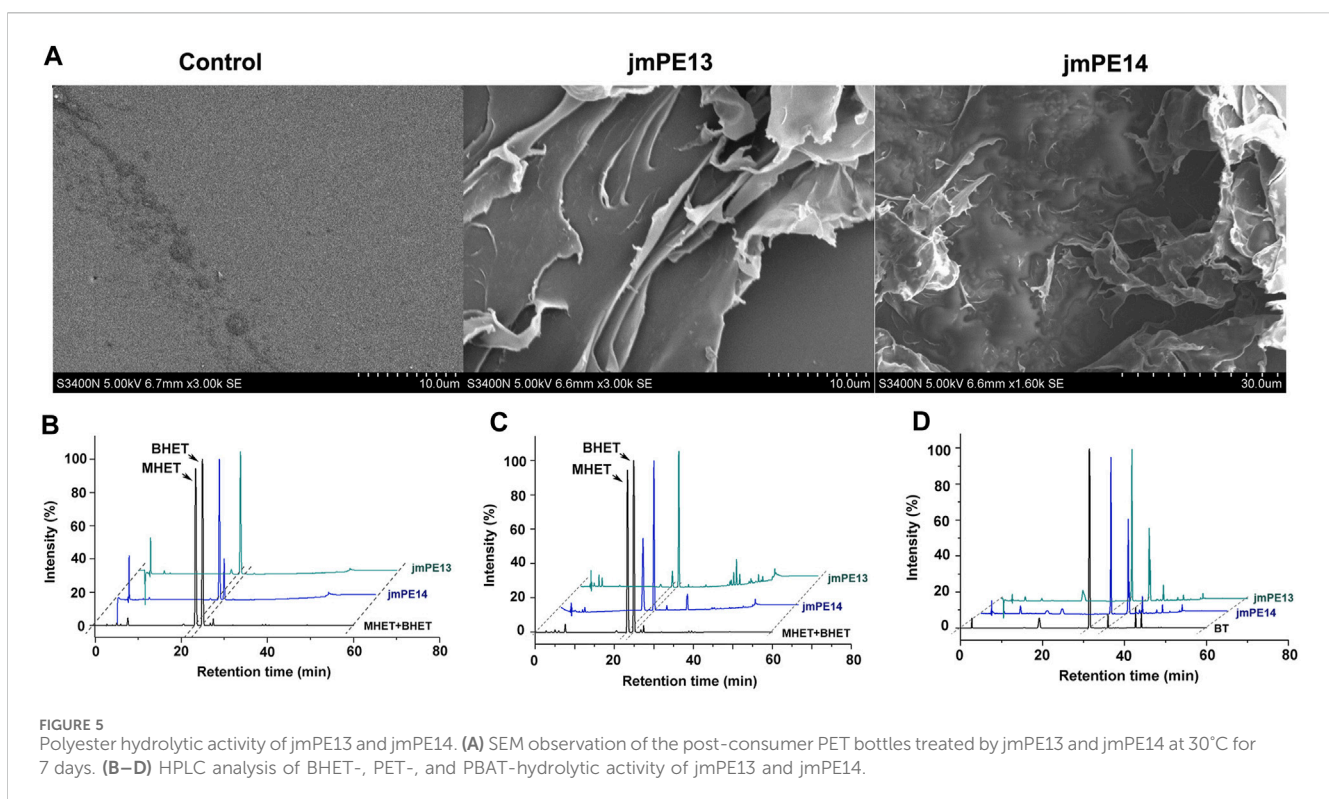 A
Control
jmPE13
jmPE14
S3400N 5.00kV 6.7mm x3.00k SE
10.0um
S3400N 5.00kV 6.6mm x3.00k SE
10.0um
S3400N 5.00kV 6.6mm x1.60k SE
30.0um
B
BHET
MHET
100
80
60
40
20
0
Intensity (%)
jmPE13
jmPE14
MHET+BHET
0
20
40
60
80
Retention time (min)
C
BHET
MHET
100
80
60
40
20
0
Intensity (%)
jmPE13
jmPE14
MHET+BHET
0
20
40
60
80
Retention time (min)
D
100
80
60
40
20
0
Intensity (%)
jmPE13
jmPE14
BT
0
20
40
60
80
Retention time (min)
FIGURE 5
Polyester hydrolytic activity of jmPE13 and jmPE14. (A) SEM observation of the post-consumer PET bottles treated by jmPE13 and jmPE14 at 30°C for
7 days. (B–D) HPLC analysis of BHET-, PET-, and PBAT-hydrolytic activity of jmPE13 and jmPE14.